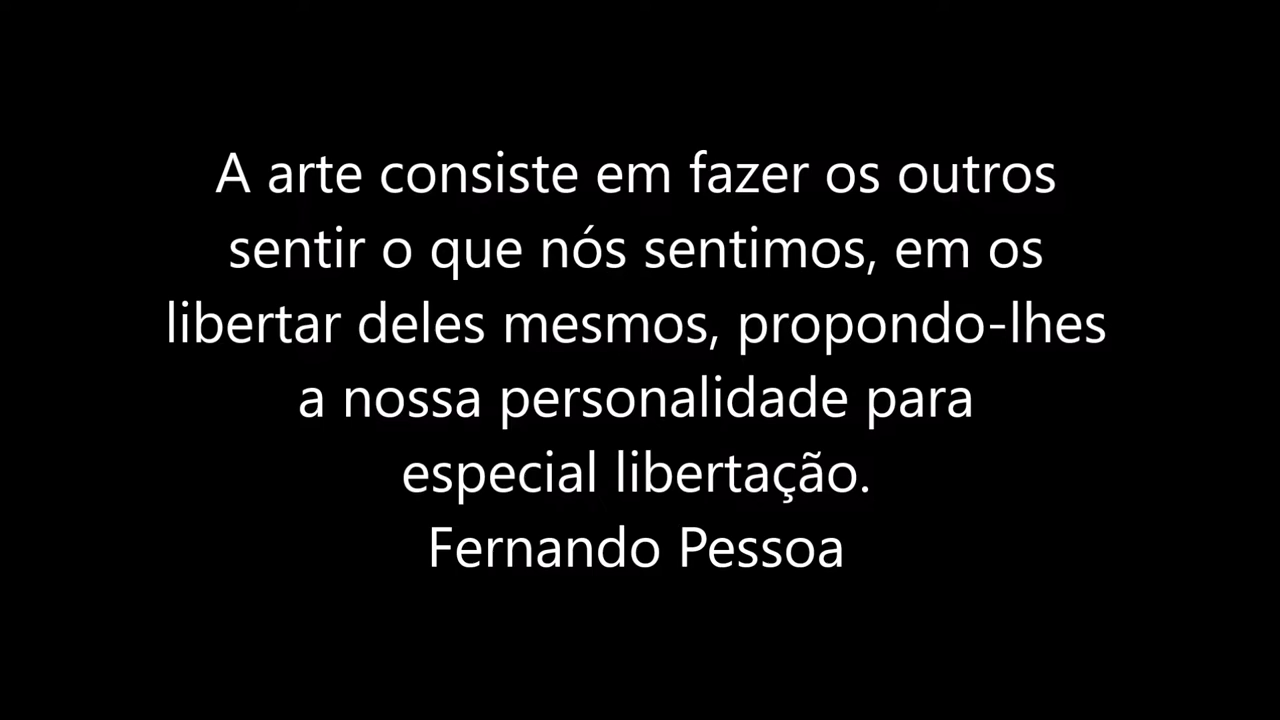 A arte consiste em fazer os outros
sentir o que nós sentimos, em os
libertar deles mesmos, propondo-lhes
a nossa personalidade para
especial libertação.
Fernando Pessoa